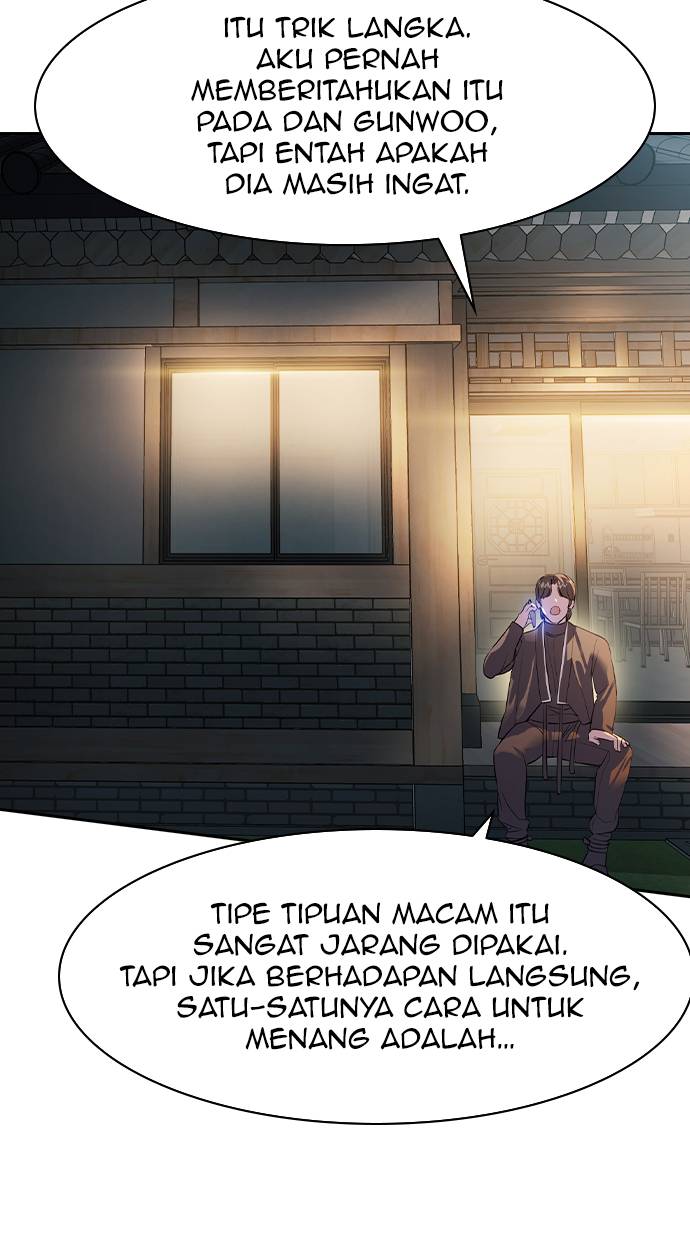 ITU TRIK LANGKA.
AKU PERNAH
MEMBERITAHUKAN ITU
PADA DAN GUNWOO,
TAPI ENTAH APAKAH
DIA MASIH INGAT.
TIPE TIPUAN MACAM ITU
SANGAT JARANG DIPAKAI.
TAPI JIKA BERHADAPAN LANGSUNG,
SATU-SATUNYA CARA UNTUK
MENANG ADALAH...